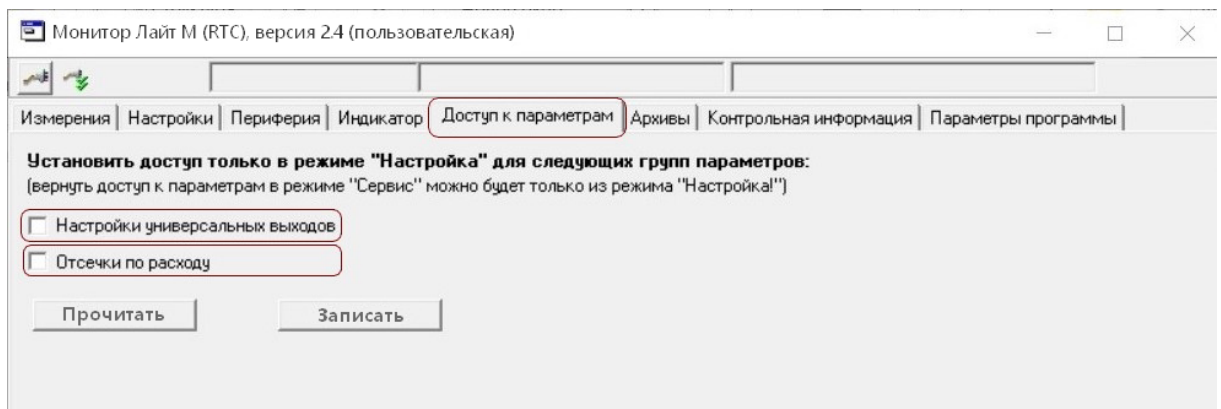 Монитор Лайт М (RTC), версия 2.4 (пользовательская)
Измерения Настройки Периферия Индикатор Доступ к параметрам Архивы Контрольная информация Параметры программы
Установить доступ только в режиме "Настройка" для следующих групп параметров:
(вернуть доступ к параметрам в режиме "Сервис" можно будет только из режима "Настройка!")
Настройки универсальных выходов
Отсечки по расходу
Прочитать Записать